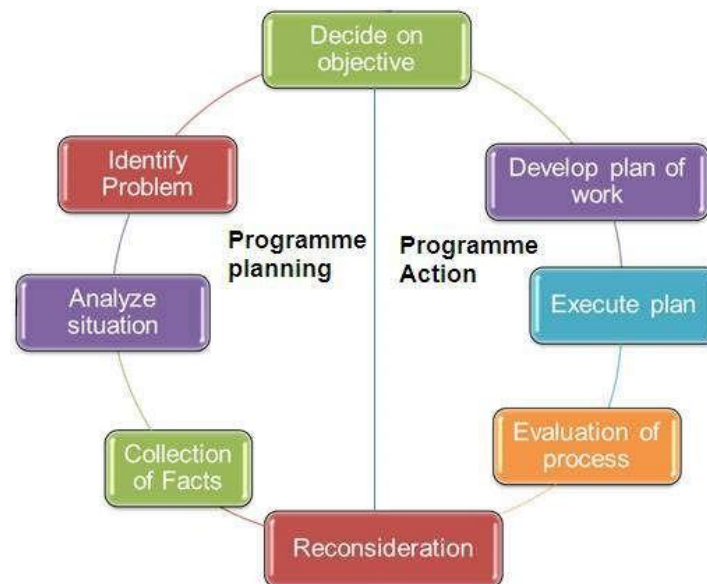 Decide on
objective
Identify
Problem
Develop plan of
work
Programme
planning
Programme
Action
Analyze
situation
Execute plan
Collection
of Facts
Evaluation of
process
Reconsideration